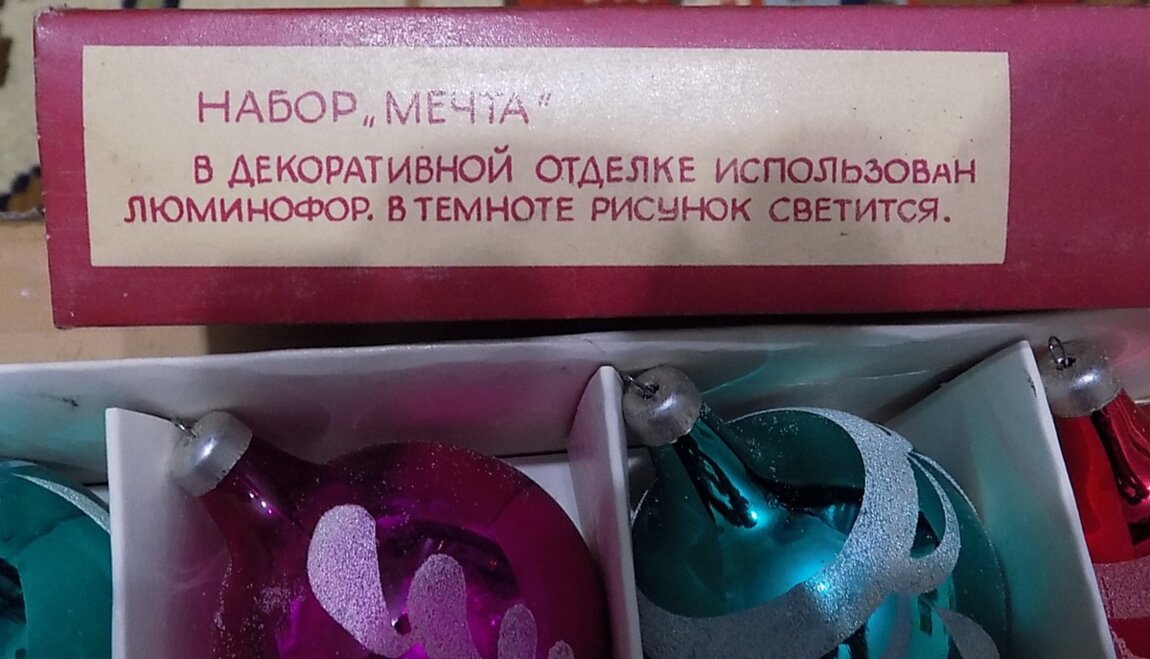 НАБОР „МЕЧТА“
В ДЕКОРАТИВНОЙ ОТДЕЛКЕ ИСПОЛЬЗОВАН
ЛЮМИНОФОР. В ТЕМНОТЕ РИСУНОК СВЕТИТСЯ.